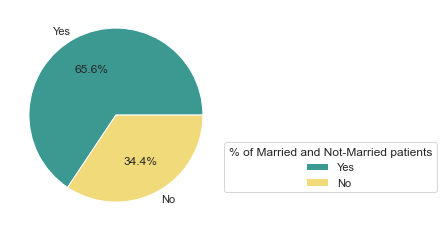 Yes
65.6%
34.4%
No
% of Married and Not-Married patients
Yes
No